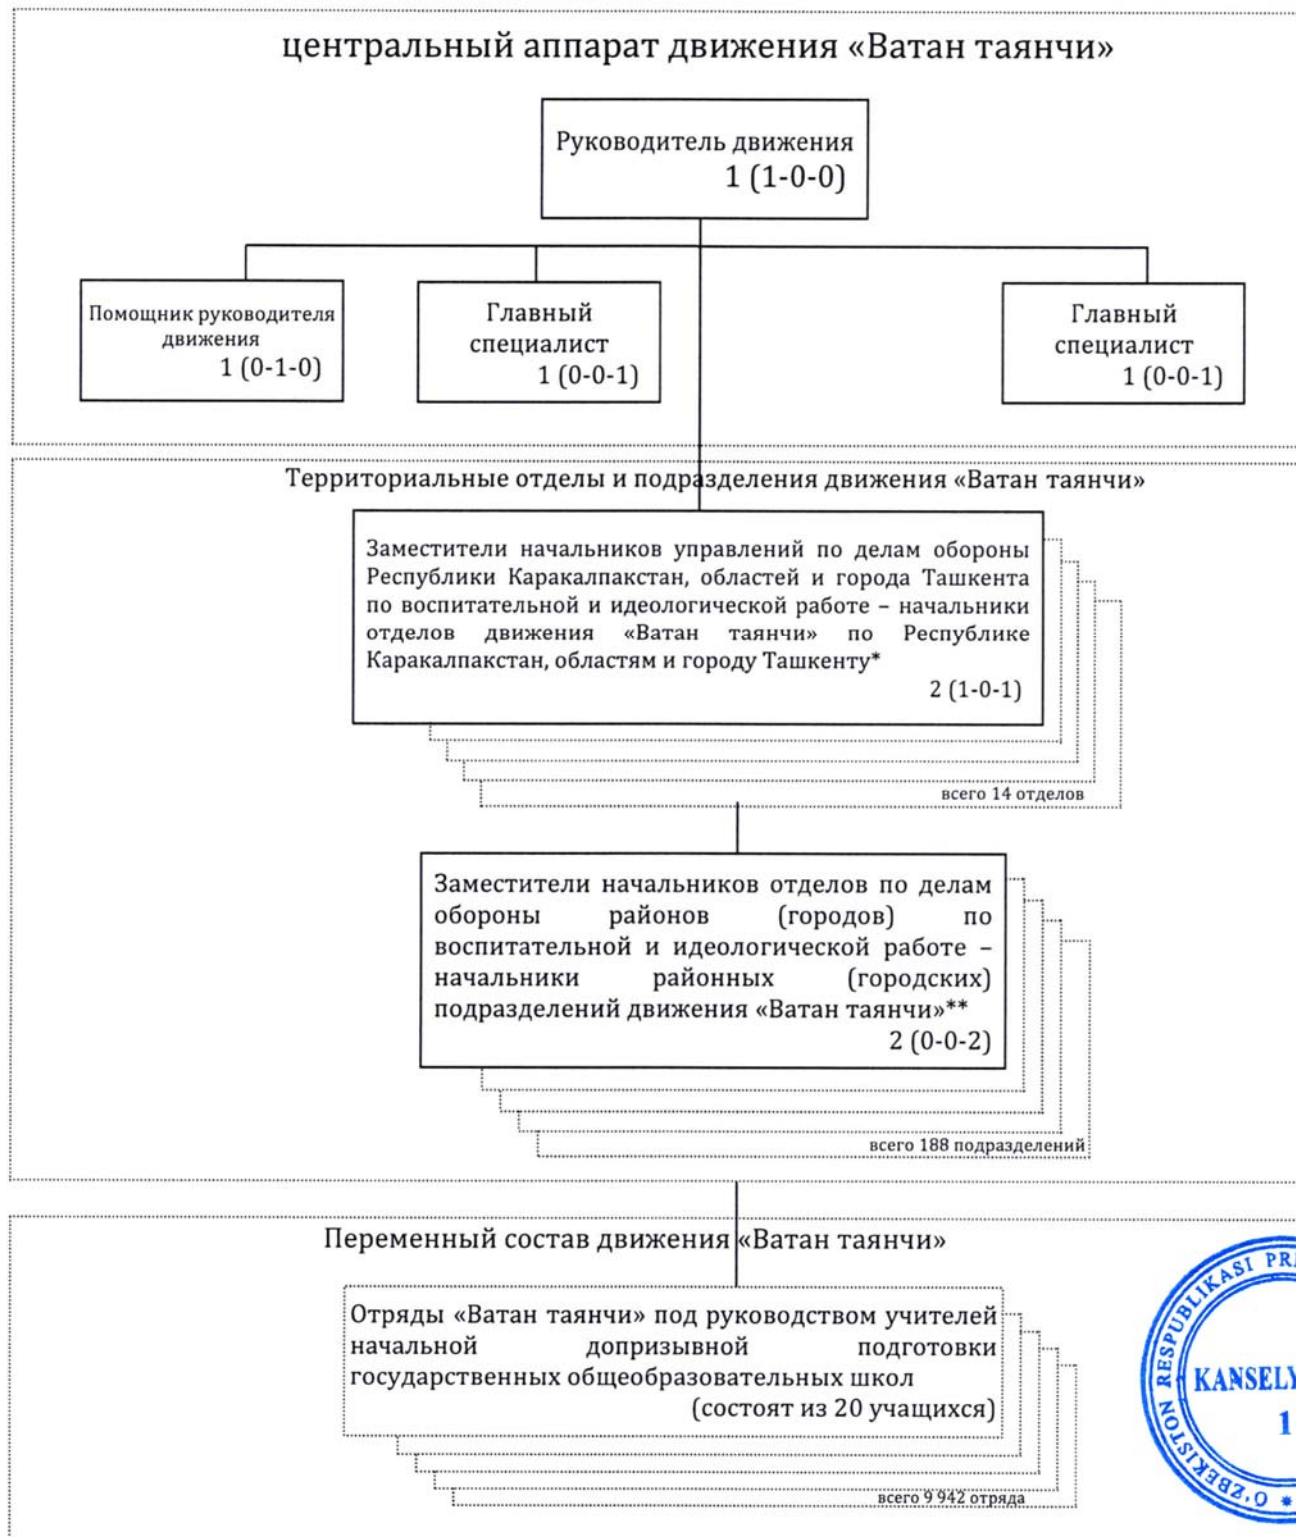 центральный аппарат движения «Ватан таянчи»
Руководитель движения
1 (1-0-0)
Помощник руководителя
движения
1 (0-1-0)
Главный
специалист
1 (0-0-1)
Главный
специалист
1 (0-0-1)
Территориальные отделы и подразделения движения «Ватан таянчи»
Заместители начальников управлений по делам обороны
Республики Каракалпакстан, областей и города Ташкента
по воспитательной и идеологической работе – начальники
отделов движения «Ватан таянчи» по Республике
Каракалпакстан, областям и городу Ташкенту*
2 (1-0-1)
всего 14 отделов
Заместители начальников отделов по делам
обороны районов (городов) по
воспитательной и идеологической работе –
начальники районных (городских)
подразделений движения «Ватан таянчи»**
2 (0-0-2)
всего 188 подразделений
Переменный состав движения «Ватан таянчи»
Отряды «Ватан таянчи» под руководством учителей
начальной допризывной подготовки
государственных общеобразовательных школ
(состоят из 20 учащихся)
всего 9 942 отряда
O'ZBEKISTON RESPUBLIKASI
KANSELY
1